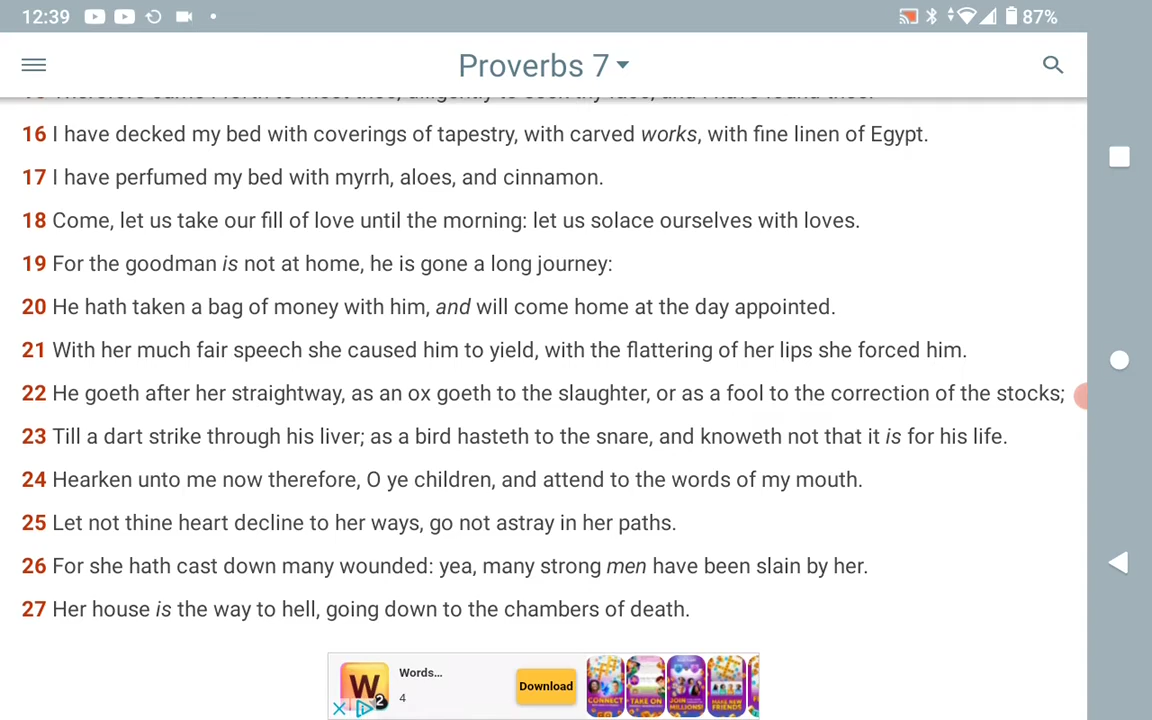 12:39 87%
Proverbs 7
16 I have decked my bed with coverings of tapestry, with carved works, with fine linen of Egypt.
17 I have perfumed my bed with myrrh, aloes, and cinnamon.
18 Come, let us take our fill of love until the morning: let us solace ourselves with loves.
19 For the goodman is not at home, he is gone a long journey:
20 He hath taken a bag of money with him, and will come home at the day appointed.
21 With her much fair speech she caused him to yield, with the flattering of her lips she forced him.
22 He goeth after her straightway, as an ox goeth to the slaughter, or as a fool to the correction of the stocks;
23 Till a dart strike through his liver; as a bird hasteth to the snare, and knoweth not that it is for his life.
24 Hearken unto me now therefore, O ye children, and attend to the words of my mouth.
25 Let not thine heart decline to her ways, go not astray in her paths.
26 For she hath cast down many wounded: yea, many strong men have been slain by her.
27 Her house is the way to hell, going down to the chambers of death.
W 2
Words...
4
Download
CONNECT
TAKE ON
JOIN MILLIONS!
MAKE NEW FRIENDS